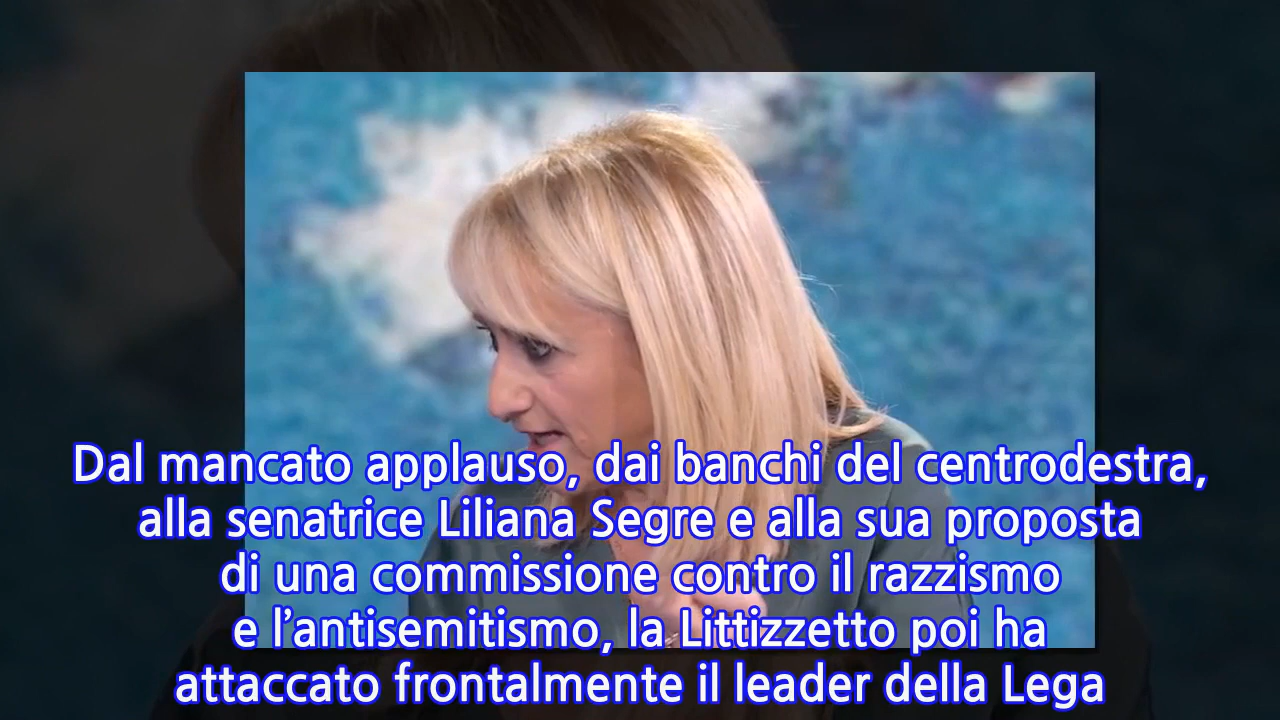 Dal mancato applauso, dai banchi del centrodestra,
alla senatrice Liliana Segre e alla sua proposta
di una commissione contro il razzismo
e l'antisemitismo, la Littizzetto poi ha
attaccato frontalmente il leader della Lega